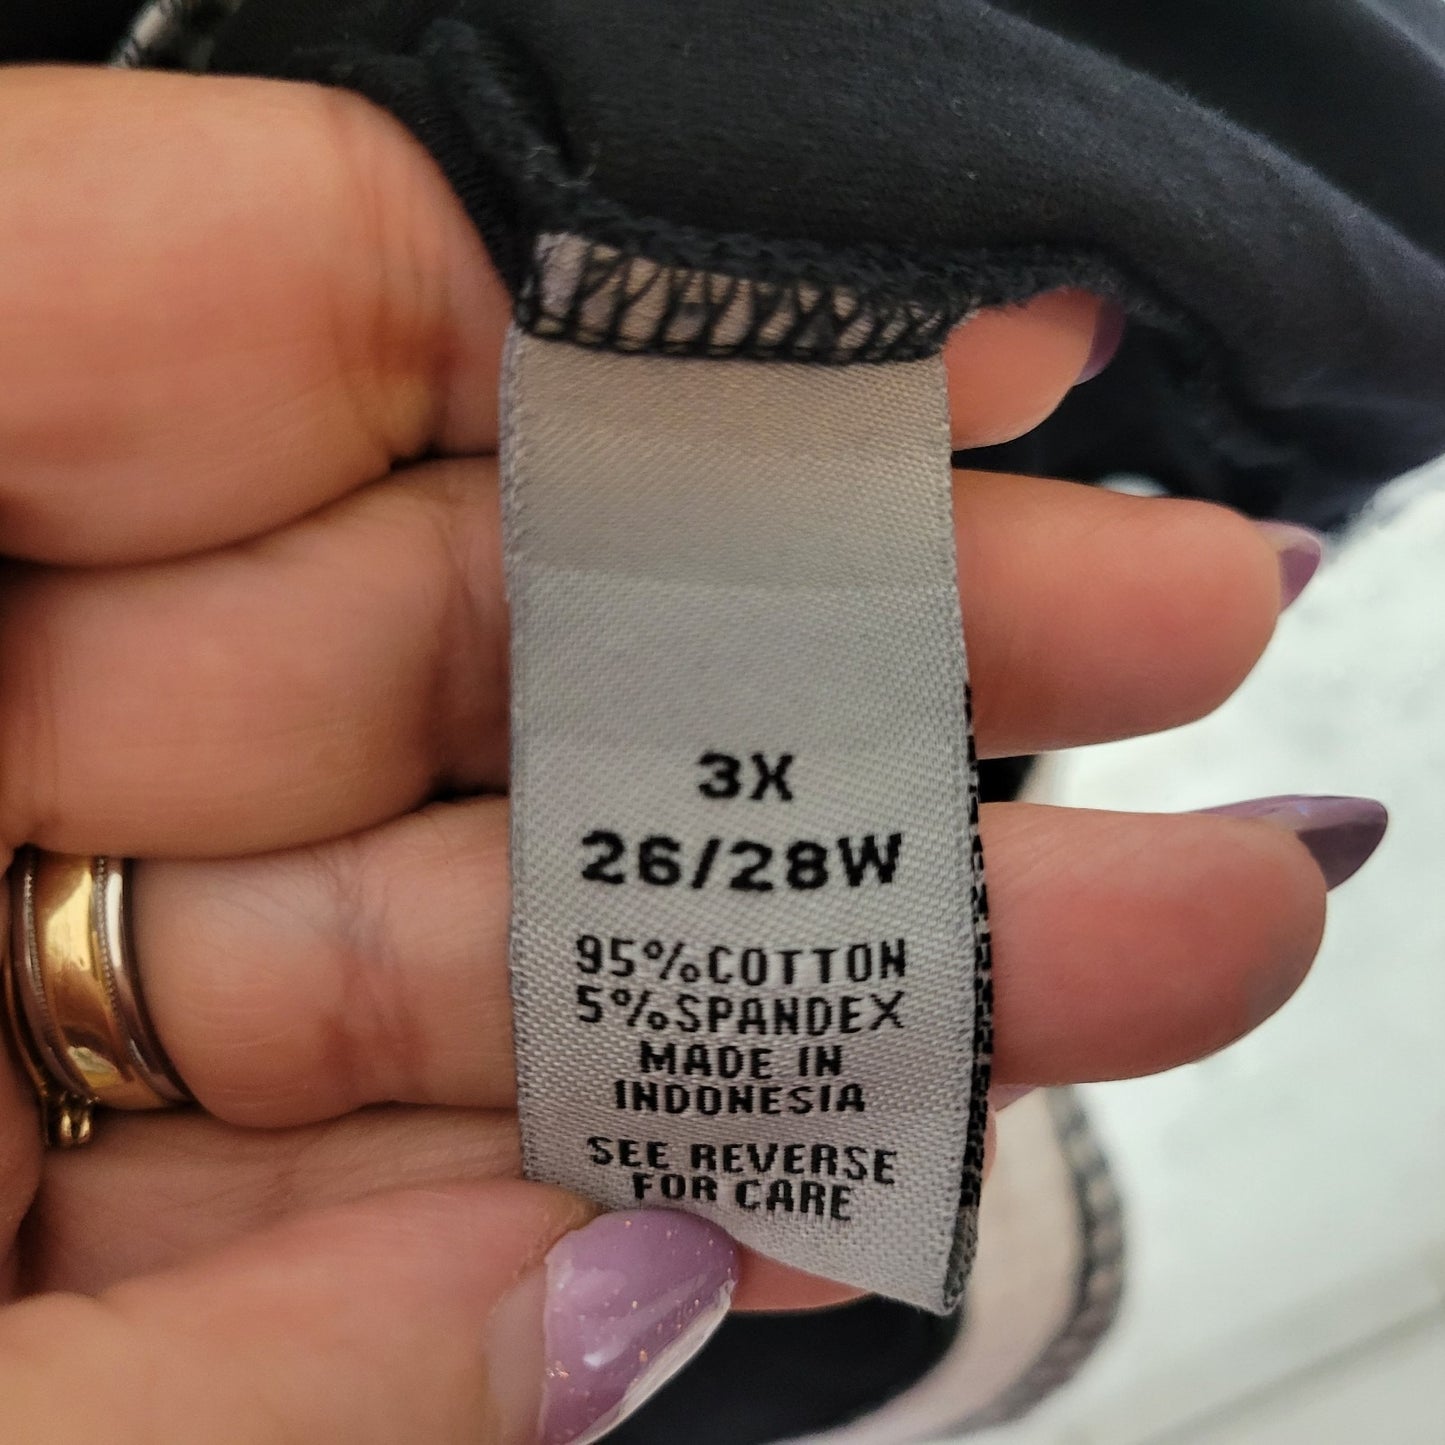 3X
26/28W
95%COTTON
5%SPANDEX
MADE IN
INDONESIA
SEE REVERSE
FOR CARE